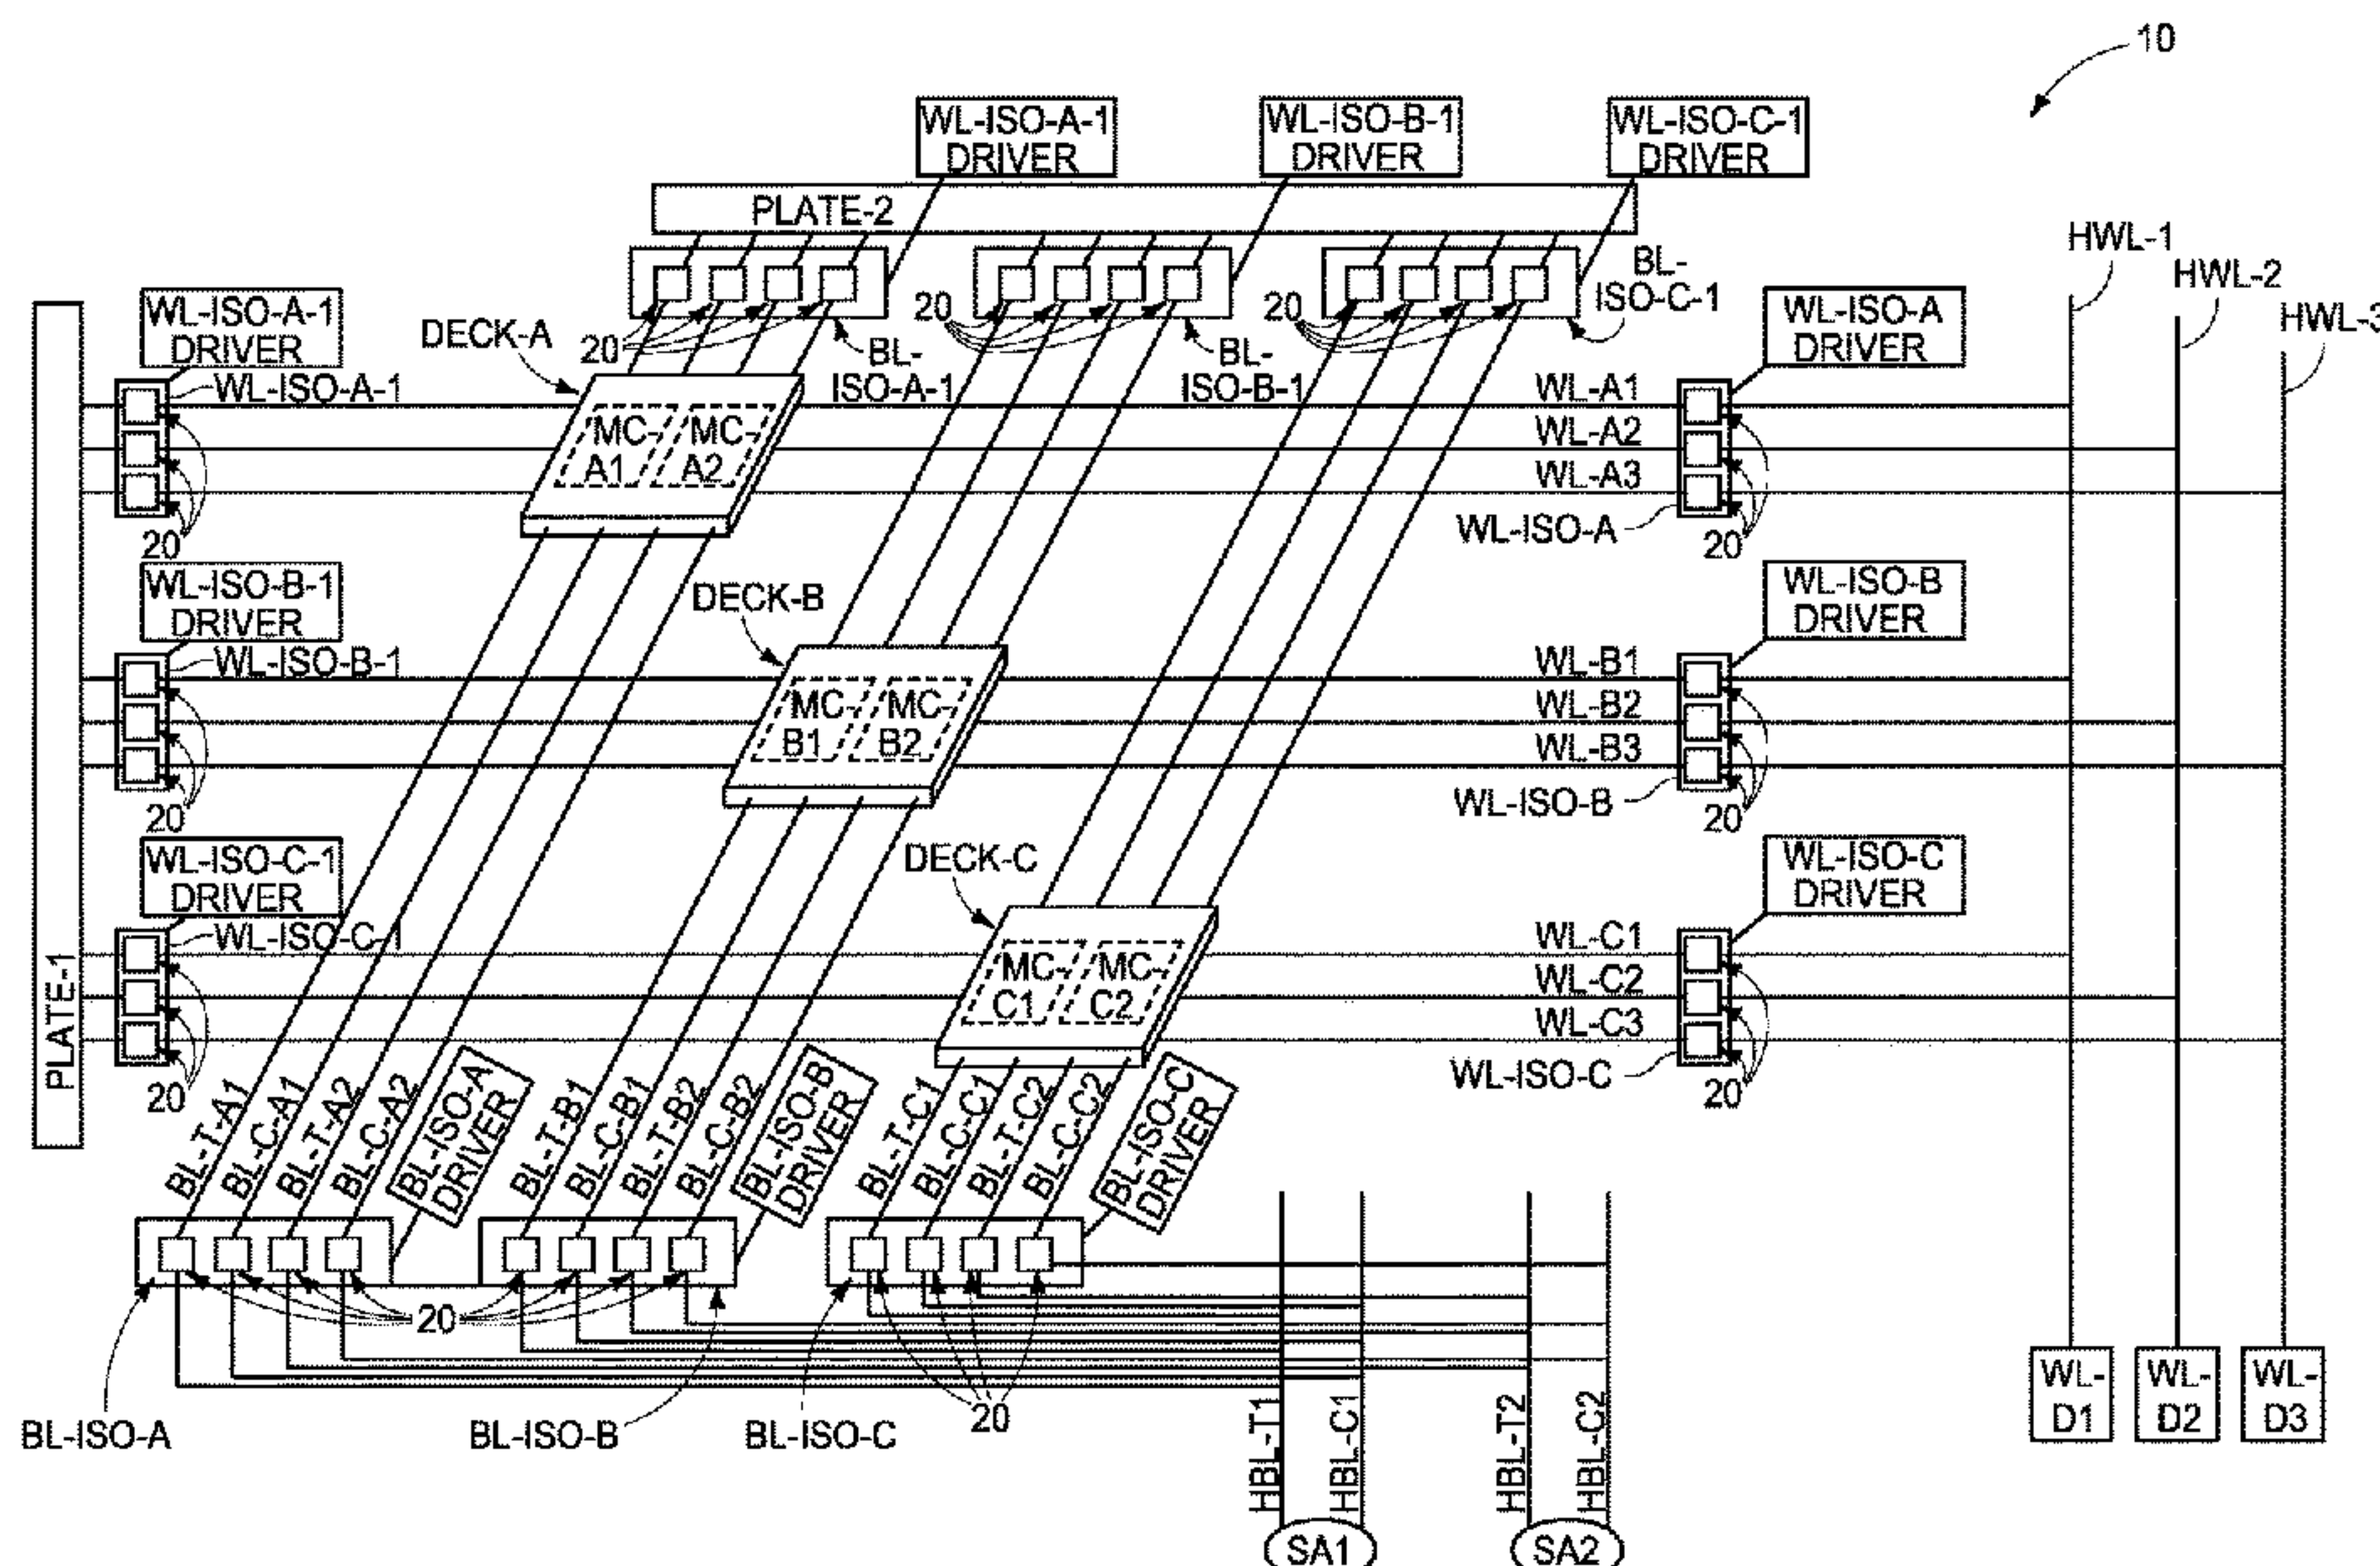 10
WL-ISO-A-1
DRIVER
WL-ISO-B-1
DRIVER
WL-ISO-C-1
DRIVER
PLATE-2
HWL-1
HWL-2
HWL-3
BL-
ISO-C-1
WL-ISO-A-1
DRIVER
DECK-A
20
20
20
WL-ISO-A
DRIVER
WL-ISO-A-1
BL-
ISO-A-1
BL-
ISO-B-1
WL-A1
WL-A2
WL-A3
MC-
A1
MC-
A2
WL-ISO-A
20
20
WL-ISO-B-1
DRIVER
DECK-B
WL-ISO-B
DRIVER
WL-ISO-B-1
WL-B1
WL-B2
WL-B3
MC-
B1
MC-
B2
WL-ISO-B
20
20
WL-ISO-C-1
DRIVER
DECK-C
WL-ISO-C
DRIVER
WL-ISO-C-1
WL-C1
WL-C2
WL-C3
MC-
C1
MC-
C2
WL-ISO-C
20
20
PLATE-1
BL-T-A1
BL-C-A1
BL-T-A2
BL-C-A2
BL-ISO-A
DRIVER
BL-T-B1
BL-C-B1
BL-T-B2
BL-C-B2
BL-ISO-B
DRIVER
BL-T-C1
BL-C-C1
BL-T-C2
BL-C-C2
BL-ISO-C
DRIVER
20
20
BL-ISO-A
BL-ISO-B
BL-ISO-C
HBL-T1
HBL-C1
HBL-T2
HBL-C2
WL-
D1
WL-
D2
WL-
D3
SA1
SA2